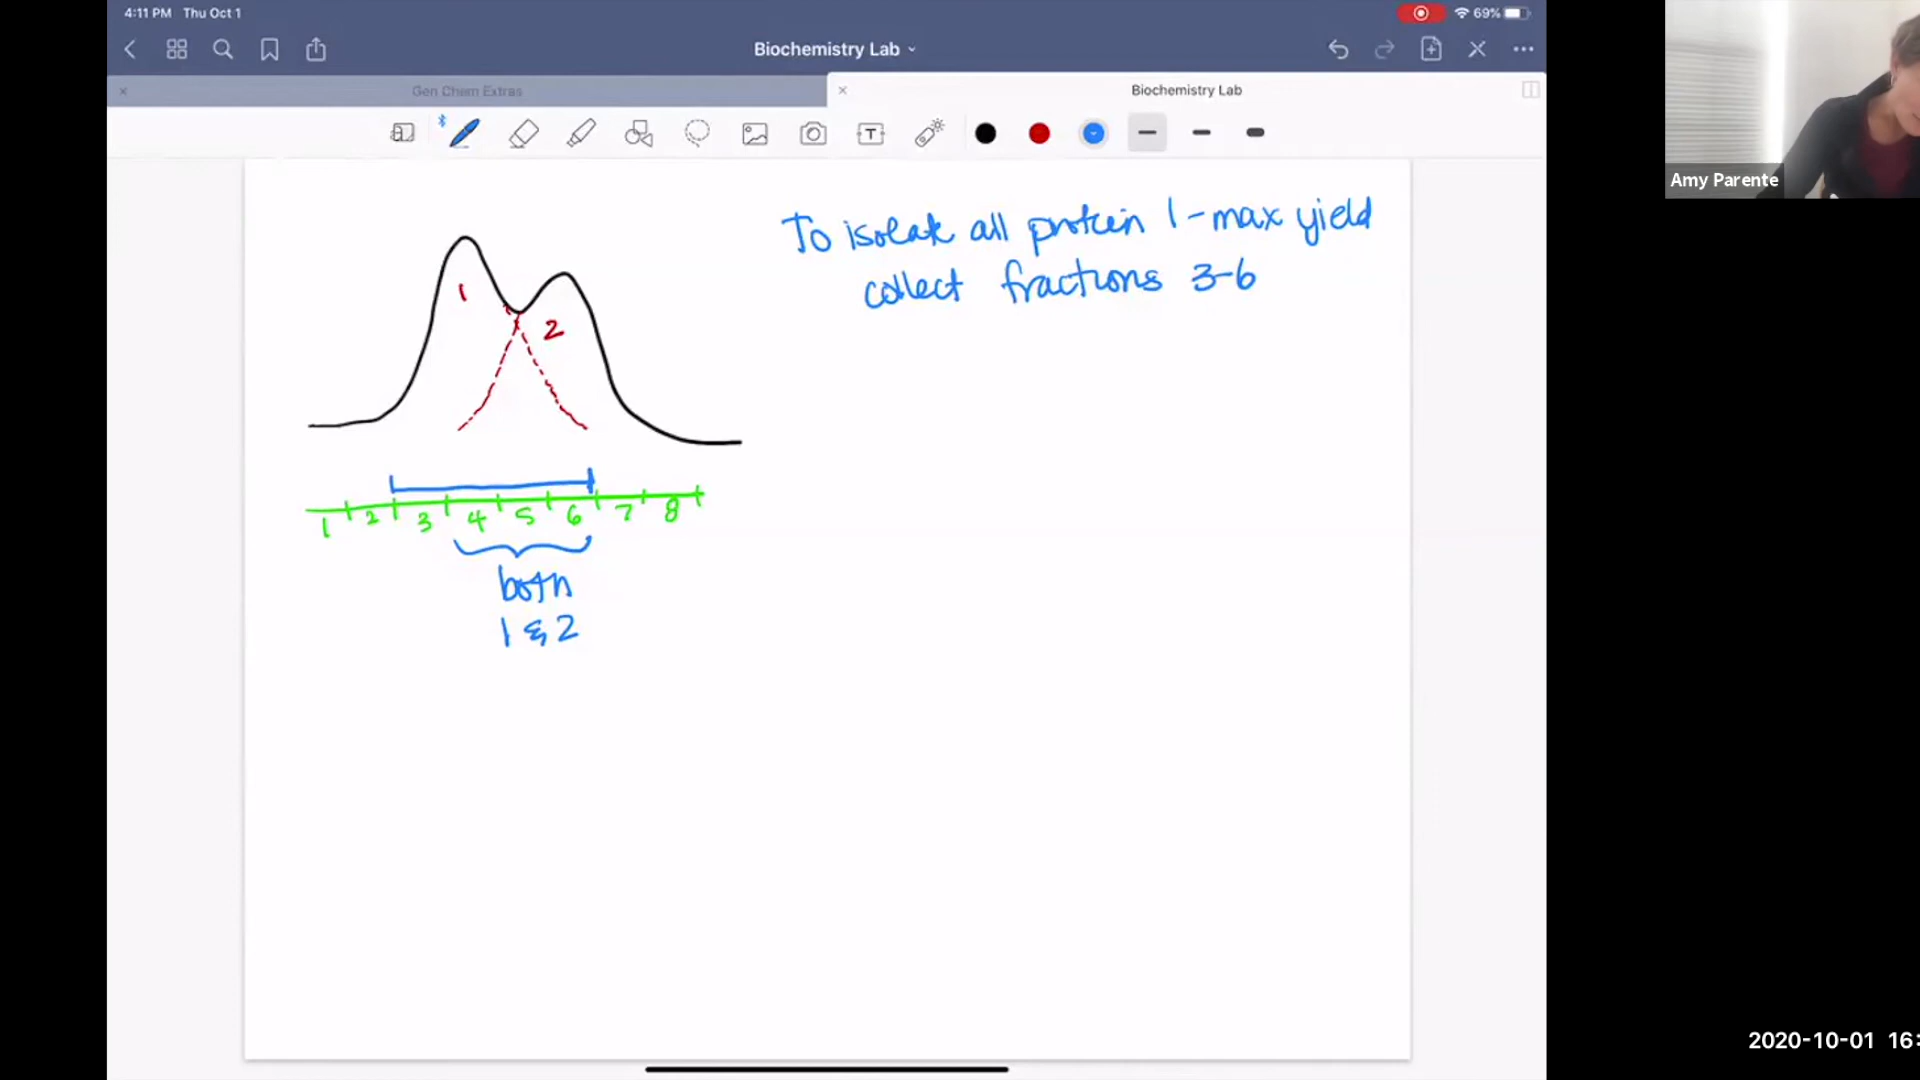 4:11 PM Thu Oct 1
69%
Biochemistry Lab
Gen Chem Extras
Biochemistry Lab
T
Amy Parente
To isolate all protein 1 - max yield
collect fractions 3-6
1
2
1 2 3 4 5 6 7 8
both
1 & 2
2020-10-01 16: